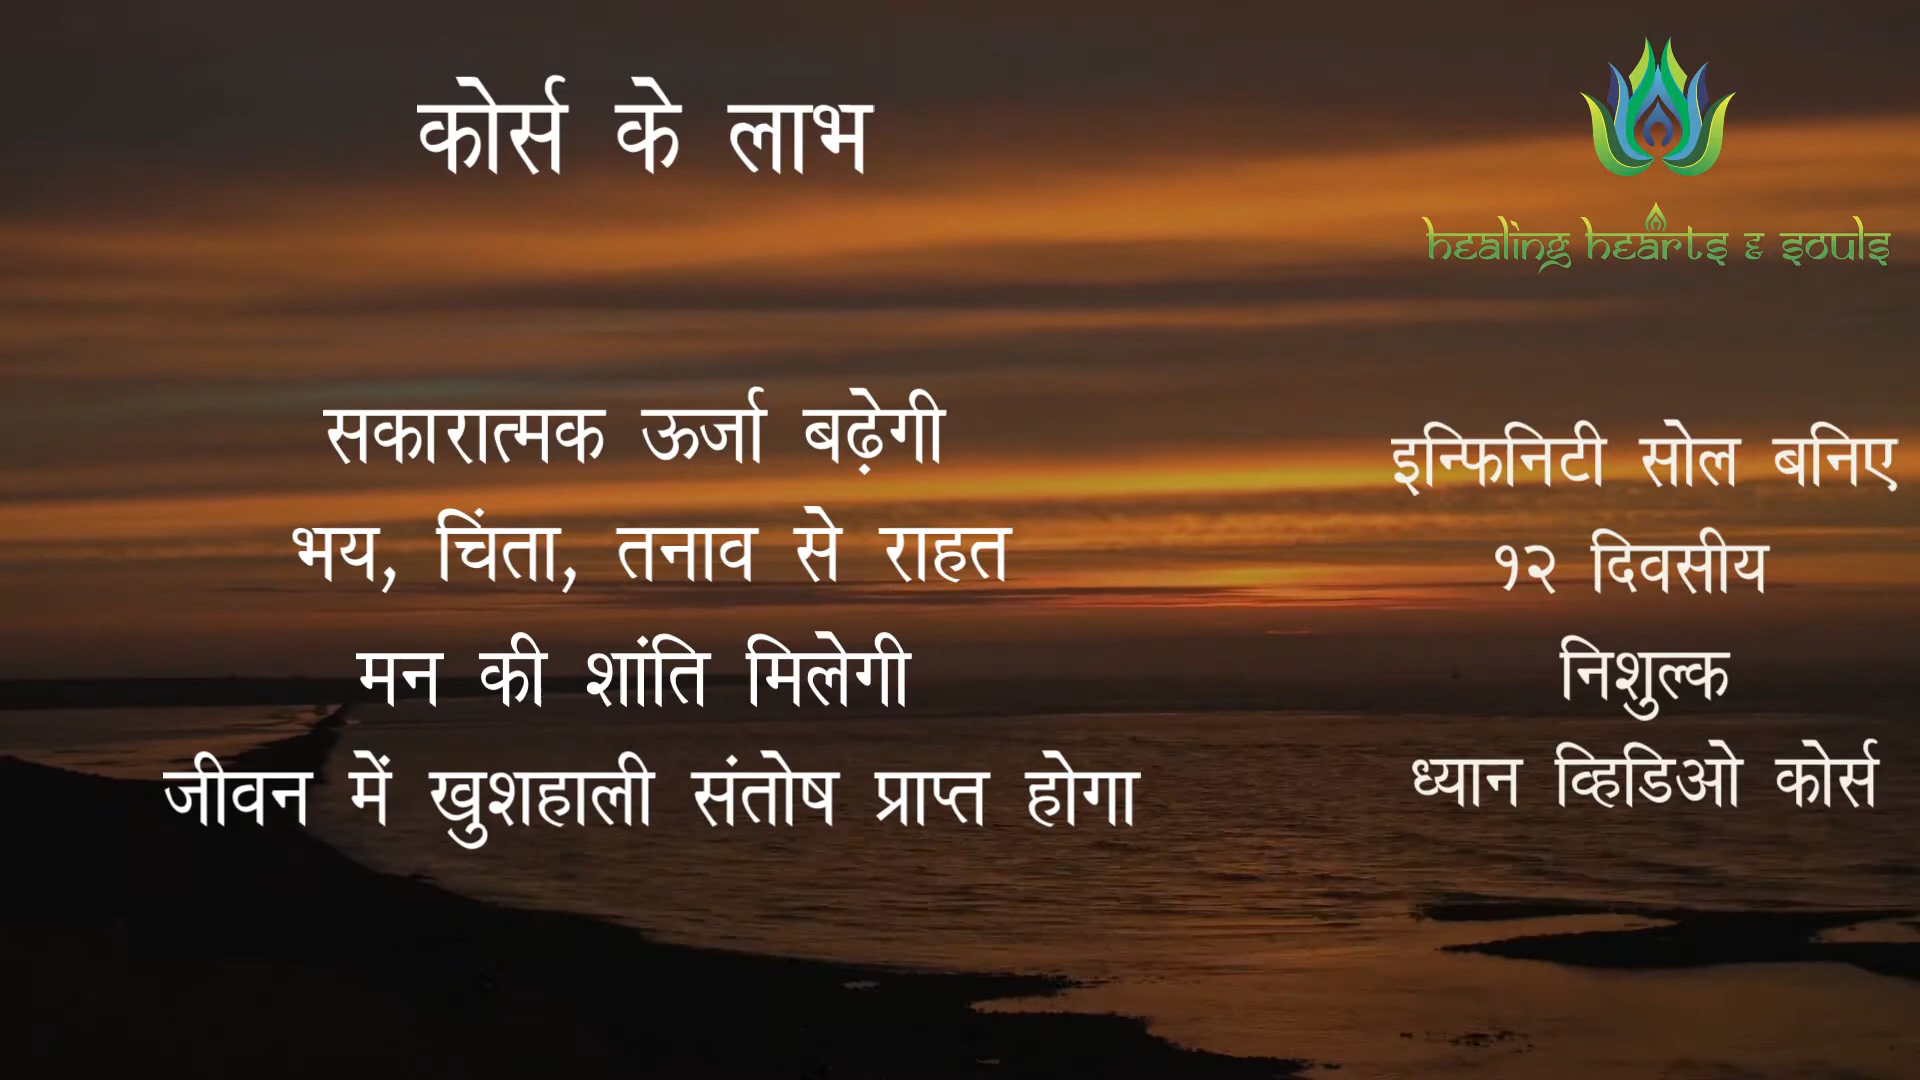 कोर्स के लाभ
healing hearts & souls
सकारात्मक ऊर्जा बढ़ेगी
भय, चिंता, तनाव से राहत
मन की शांति मिलेगी
जीवन में खुशहाली संतोष प्राप्त होगा
इन्फिनिटी सोल बनिए
१२ दिवसीय
निशुल्क
ध्यान व्हिडिओ कोर्स